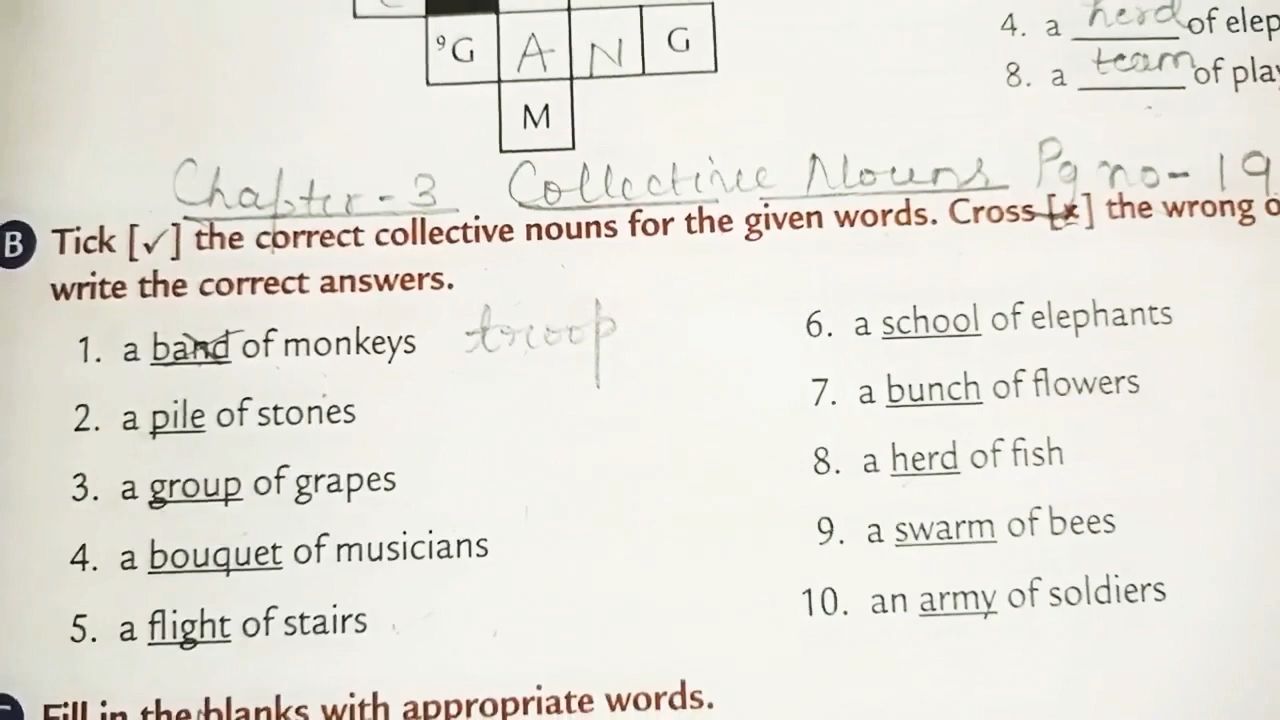 C
9G A N G
M
4. a herd of elep
8. a team of play
Chapter - 3 Collective Nouns Pg no - 19
B Tick [✓] the correct collective nouns for the given words. Cross [×] the wrong o
write the correct answers.
1. a band of monkeys troop
2. a pile of stones
3. a group of grapes
4. a bouquet of musicians
5. a flight of stairs
6. a school of elephants
7. a bunch of flowers
8. a herd of fish
9. a swarm of bees
10. an army of soldiers
C Fill in the blanks with appropriate words.